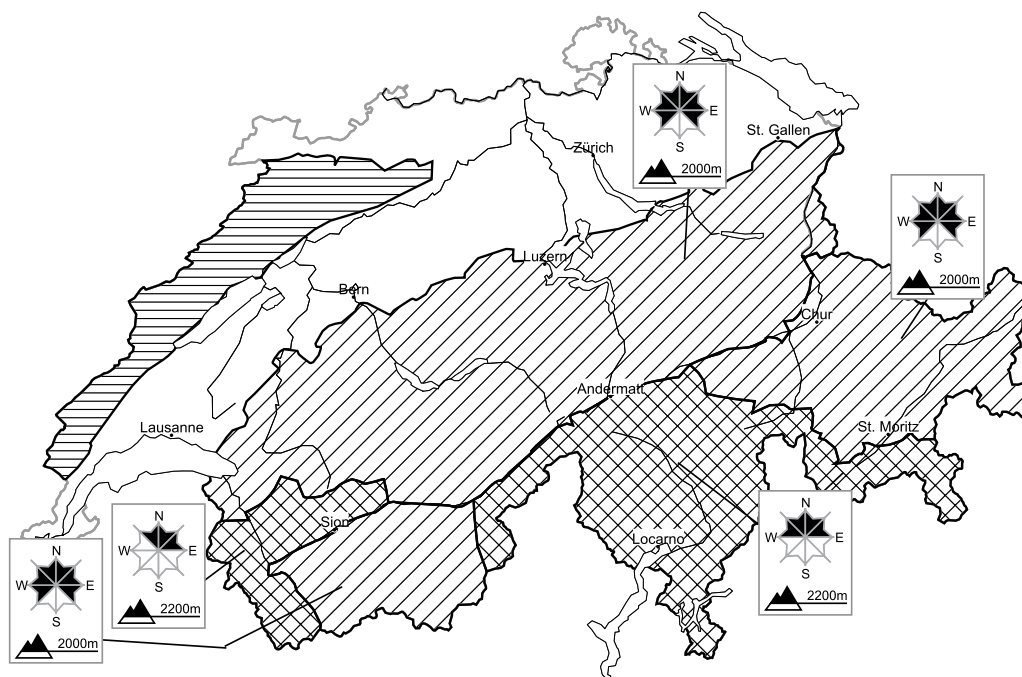 N
W E
S
2000m
St. Gallen
Zürich
N
W E
S
2000m
Luzern
Bern
Chur
Andermatt
Lausanne
St. Moritz
N
W E
S
2200m
Sion
N
W E
S
2200m
Locarno
N
W E
S
2000m